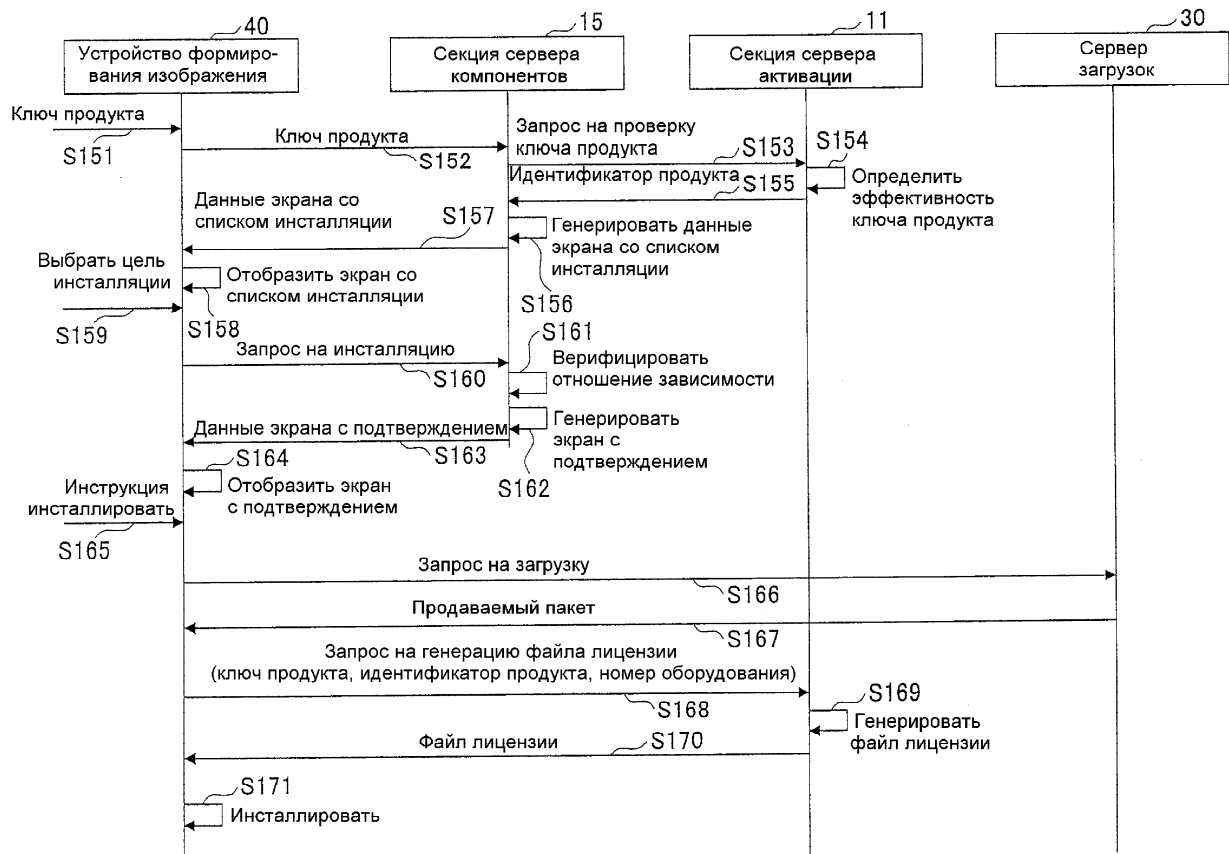 40
15
11
30
Устройство формиро-
вания изображения
Секция сервера
компонентов
Секция сервера
активации
Сервер
загрузок
Ключ продукта
S151
Ключ продукта
S152
Запрос на проверку
ключа продукта
S153
S154
Определить
эффективность
ключа продукта
Идентификатор продукта
S155
Генерировать данные
экрана со списком
инсталляции
S156
Данные экрана со
списком инсталляции
S157
Отобразить экран со
списком инсталляции
S158
Выбрать цель
инсталляции
S159
Запрос на инсталляцию
S160
S161
Верифицировать
отношение зависимости
Генерировать
экран с
подтверждением
S162
Данные экрана с подтверждением
S163
S164
Отобразить экран
с подтверждением
Инструкция
инсталлировать
S165
Запрос на загрузку
S166
Продаваемый пакет
S167
Запрос на генерацию файла лицензии
(ключ продукта, идентификатор продукта, номер оборудования)
S168
S169
Генерировать
файл лицензии
Файл лицензии
S170
S171
Инсталлировать